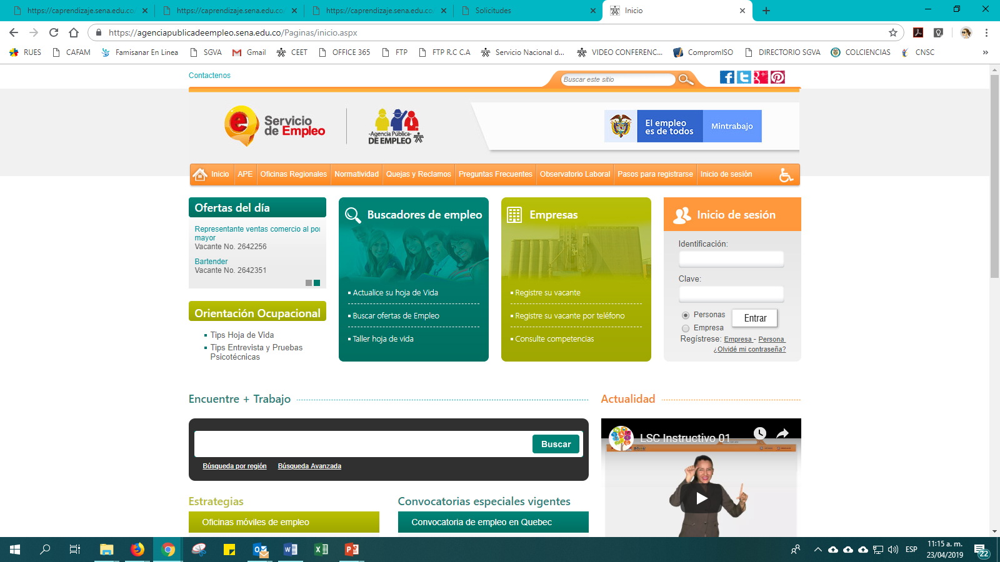 https://caprendizaje.sena.edu.co/
https://caprendizaje.sena.edu.co/
https://caprendizaje.sena.edu.co/
Solicitudes
Inicio
https://agenciapublicadeempleo.sena.edu.co/Paginas/inicio.aspx
RUES
CAFAM
Famisanar En Linea
SGVA
Gmail
CEET
OFFICE 365
FTP
FTP R.C C.A
Servicio Nacional d...
VIDEO CONFERENC...
CompromISO
DIRECTORIO SGVA
COLCIENCIAS
CNSC
»
Contactenos
Buscar este sitio
e Servicio
de Empleo
-Agencia Pública-
DE EMPLEO
El empleo
es de todos
Mintrabajo
Inicio
APE
Oficinas Regionales
Normatividad
Quejas y Reclamos
Preguntas Frecuentes
Observatorio Laboral
Pasos para registrarse
Inicio de sesión
Ofertas del día
Representante ventas comercio al por
mayor
Vacante No. 2642256
Bartender
Vacante No. 2642351
Orientación Ocupacional
Tips Hoja de Vida
Tips Entrevista y Pruebas
Psicotécnicas
Buscadores de empleo
Actualice su hoja de Vida
Buscar ofertas de Empleo
Taller hoja de vida
Empresas
Registre su vacante
Registre su vacante por teléfono
Consulte competencias
Inicio de sesión
Identificación:
Clave:
Personas
Empresa
Entrar
Regístrese: Empresa - Persona
¿Olvidé mi contraseña?
Encuentre + Trabajo
Buscar
Búsqueda por región
Búsqueda Avanzada
Actualidad
LSC Instructivo 01
Estrategias
Oficinas móviles de empleo
Convocatorias especiales vigentes
Convocatoria de empleo en Quebec
ESP
11:15 a. m.
23/04/2019
22